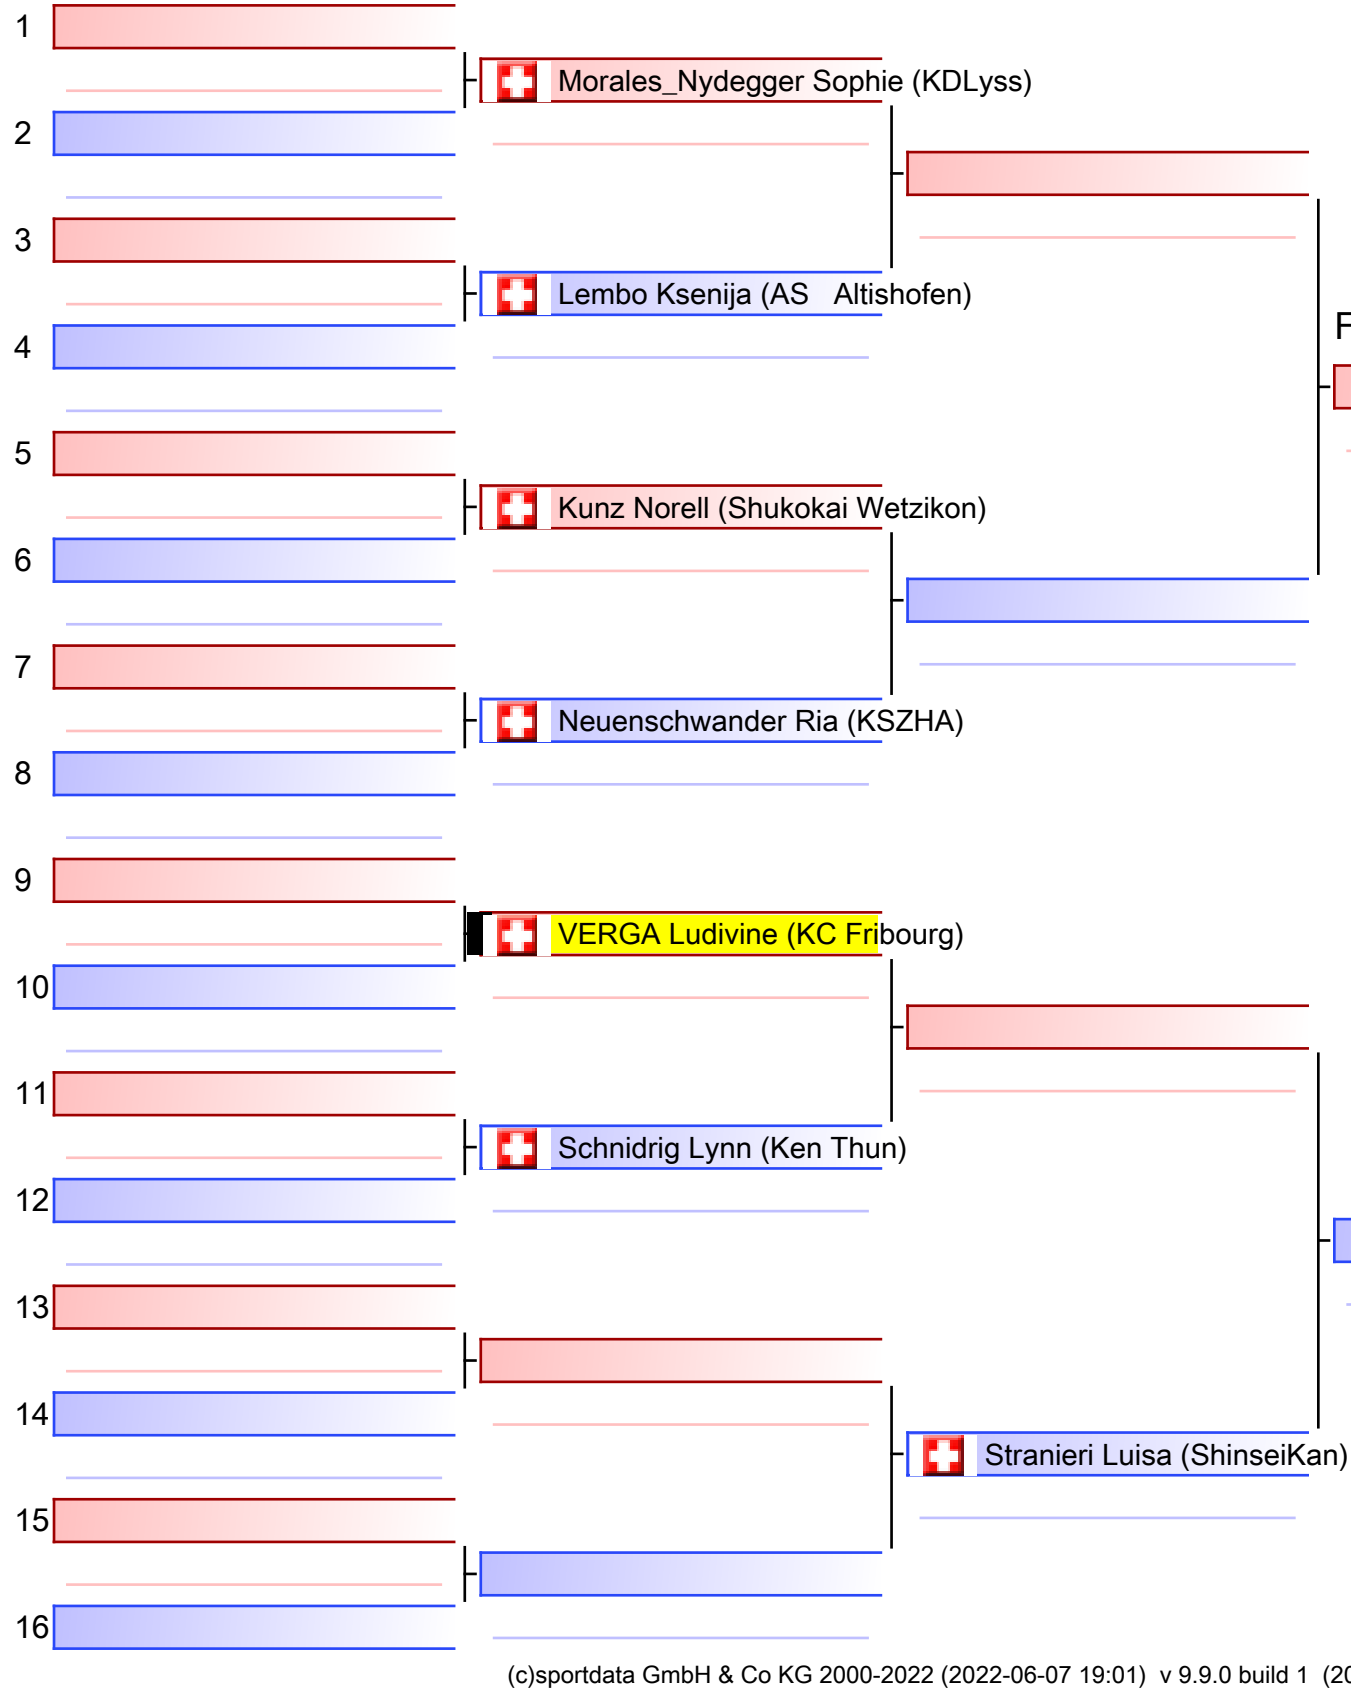 1
Morales_Nydegger Sophie (KDLyss)
2
3
Lembo Ksenija (AS Altishofen)
4
F
5
Kunz Norell (Shukokai Wetzikon)
6
7
Neuenschwander Ria (KSZHA)
8
9
VERGA Ludivine (KC Fribourg)
10
11
Schnidrig Lynn (Ken Thun)
12
13
14
Stranieri Luisa (ShinseiKan)
15
16
(c)sportdata GmbH & Co KG 2000-2022 (2022-06-07 19:01) v 9.9.0 build 1 (20